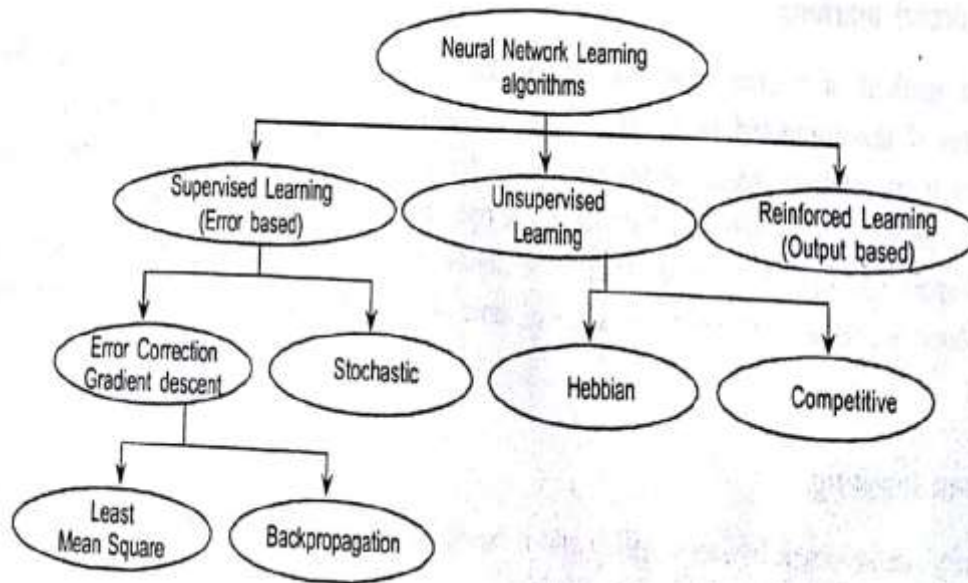 Neural Network Learning
algorithms
Supervised Learning
(Error based)
Unsupervised
Learning
Reinforced Learning
(Output based)
Error Correction
Gradient descent
Stochastic
Hebbian
Competitive
Least
Mean Square
Backpropagation